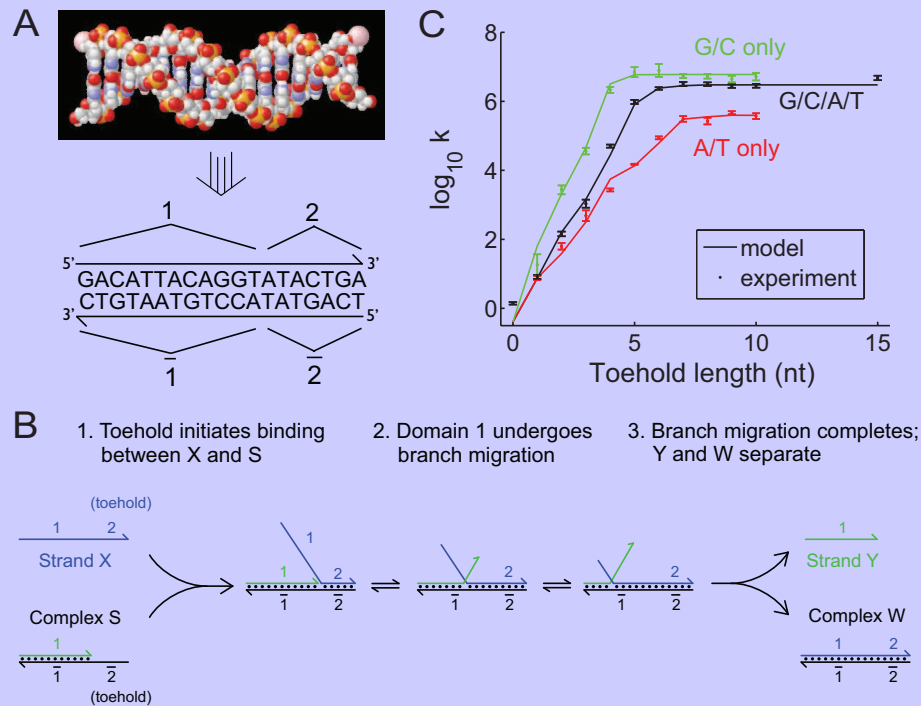 A
1
2
5'
3'
GACATTACAGGTATACTGA
CTGTAATGTCCATATGACT
3'
5'
1̅
2̅
C
8
6
4
2
0
log₁₀ k
G/C only
G/C/A/T
A/T only
model
experiment
0
5
10
15
Toehold length (nt)
B
1. Toehold initiates binding
between X and S
2. Domain 1 undergoes
branch migration
3. Branch migration completes;
Y and W separate
(toehold)
1
2
Strand X
Complex S
1
1̅
2̅
(toehold)
1
1
2
1̅
2̅
2
1̅
2̅
2
1̅
2̅
1
Strand Y
Complex W
1
2
1̅
2̅